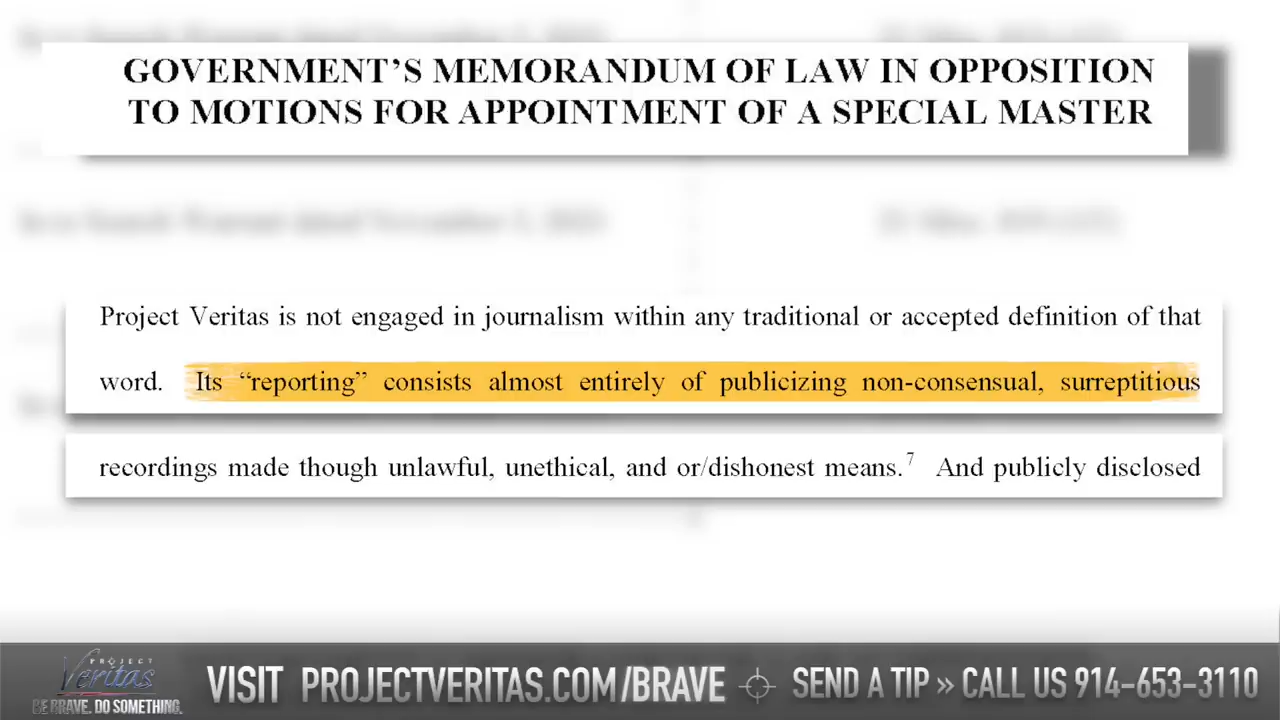 GOVERNMENT'S MEMORANDUM OF LAW IN OPPOSITION
TO MOTIONS FOR APPOINTMENT OF A SPECIAL MASTER
Project Veritas is not engaged in journalism within any traditional or accepted definition of that
word. Its “reporting” consists almost entirely of publicizing non-consensual, surreptitious
recordings made though unlawful, unethical, and or/dishonest means.7 And publicly disclosed
PROJECT
Veritas
BE BRAVE. DO SOMETHING.
VISIT PROJECTVERITAS.COM/BRAVE
SEND A TIP » CALL US 914-653-3110